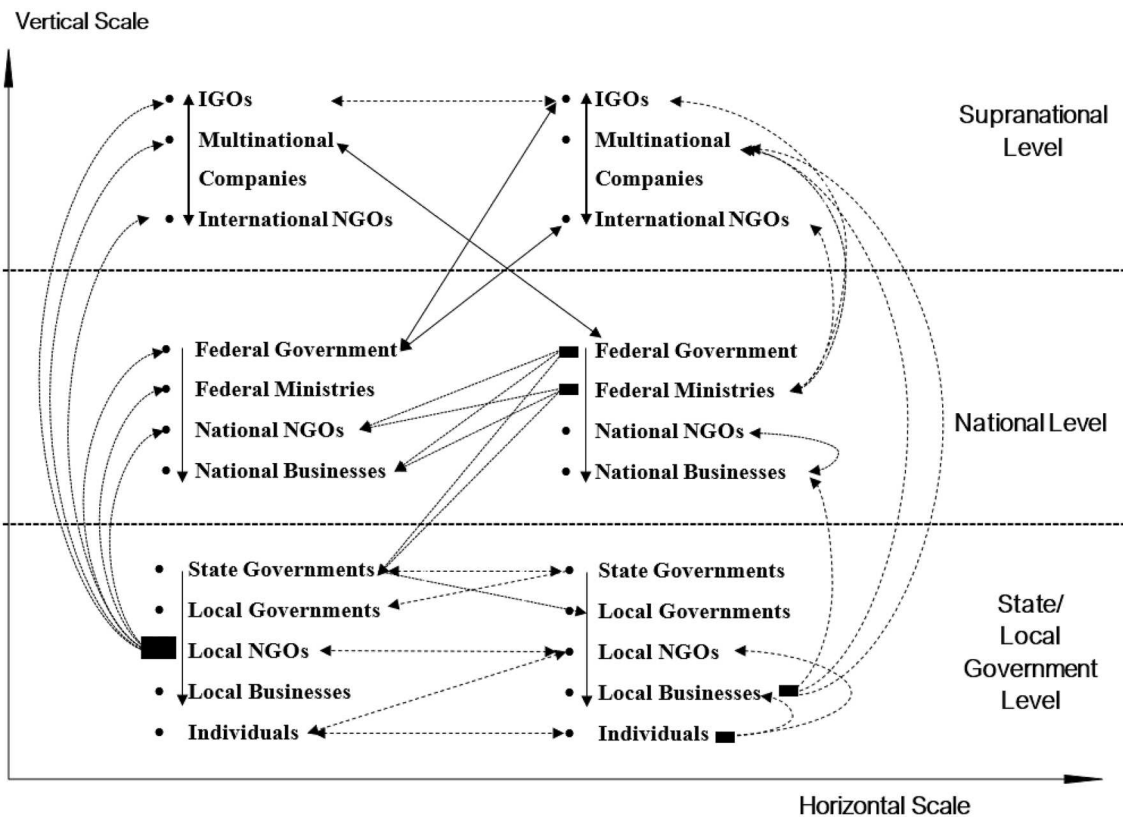 Vertical Scale
• IGOs
• Multinational
Companies
• International NGOs
• IGOs
• Multinational
Companies
• International NGOs
Supranational
Level
• Federal Government
• Federal Ministries
• National NGOs
• National Businesses
Federal Government
Federal Ministries
• National NGOs
• National Businesses
National Level
• State Governments
• Local Governments
Local NGOs
• Local Businesses
• Individuals
• State Governments
• Local Governments
• Local NGOs
• Local Businesses
• Individuals
State/
Local
Government
Level
Horizontal Scale